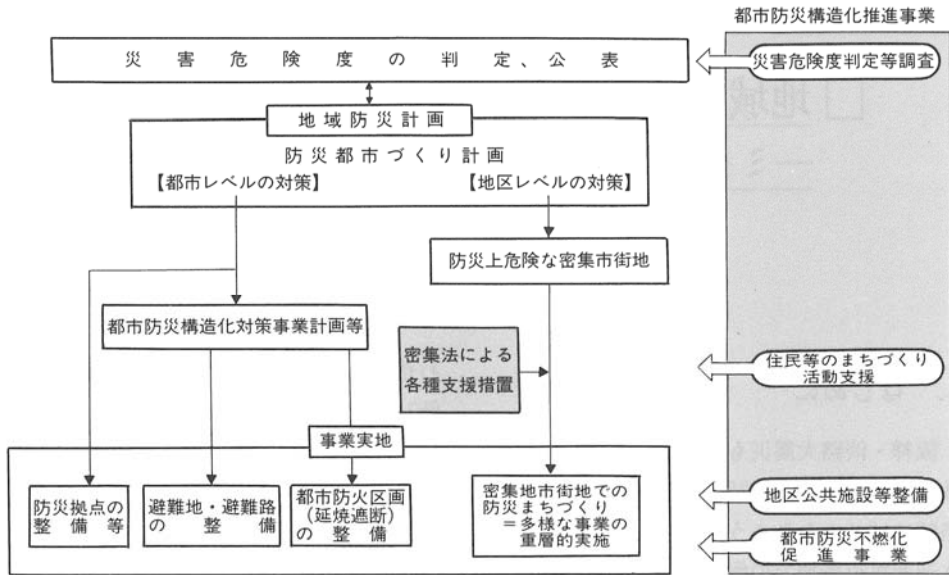 都市防災構造化推進事業
災害危険度の判定、公表
災害危険度判定等調査
地域防災計画
防災都市づくり計画
【都市レベルの対策】
【地区レベルの対策】
防災上危険な密集市街地
都市防災構造化対策事業計画等
密集法による
各種支援措置
住民等のまちづくり
活動支援
事業実地
防災拠点の
整備等
避難地・避難路
の整備
都市防火区画
(延焼遮断)
の整備
密集地市街地での
防災まちづくり
＝多様な事業の
重層的実施
地区公共施設等整備
都市防災不燃化
促進事業